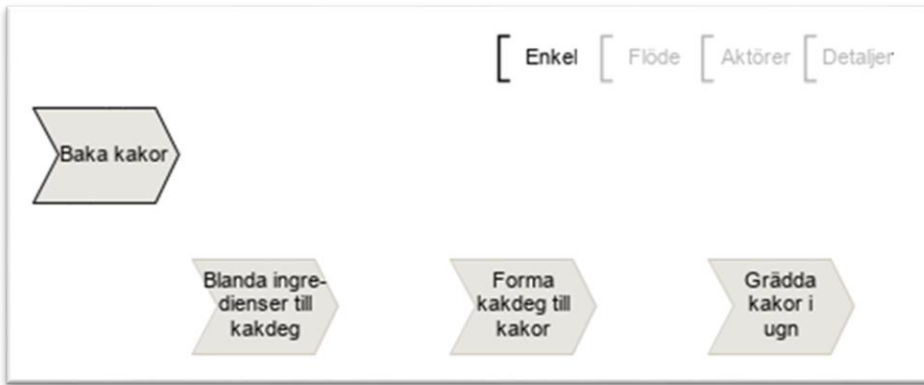 Enkel Flöde Aktörer Detaljer
Baka kakor
Blanda ingre-
dienser till
kakdeg
Forma
kakdeg till
kakor
Grädda
kakor i
ugn